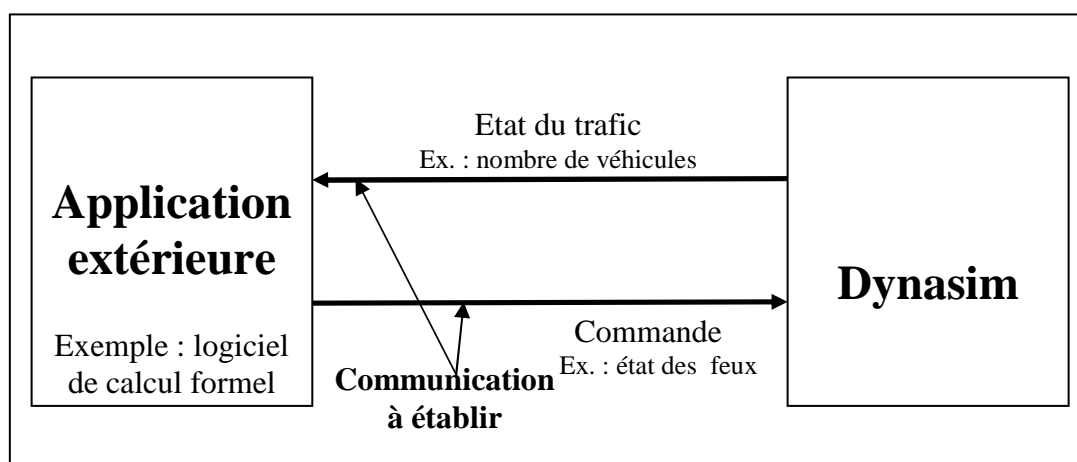 Etat du trafic
Ex. : nombre de véhicules
Application
extérieure
Exemple : logiciel
de calcul formel
Dynasim
Commande
Ex. : état des feux
Communication
à établir